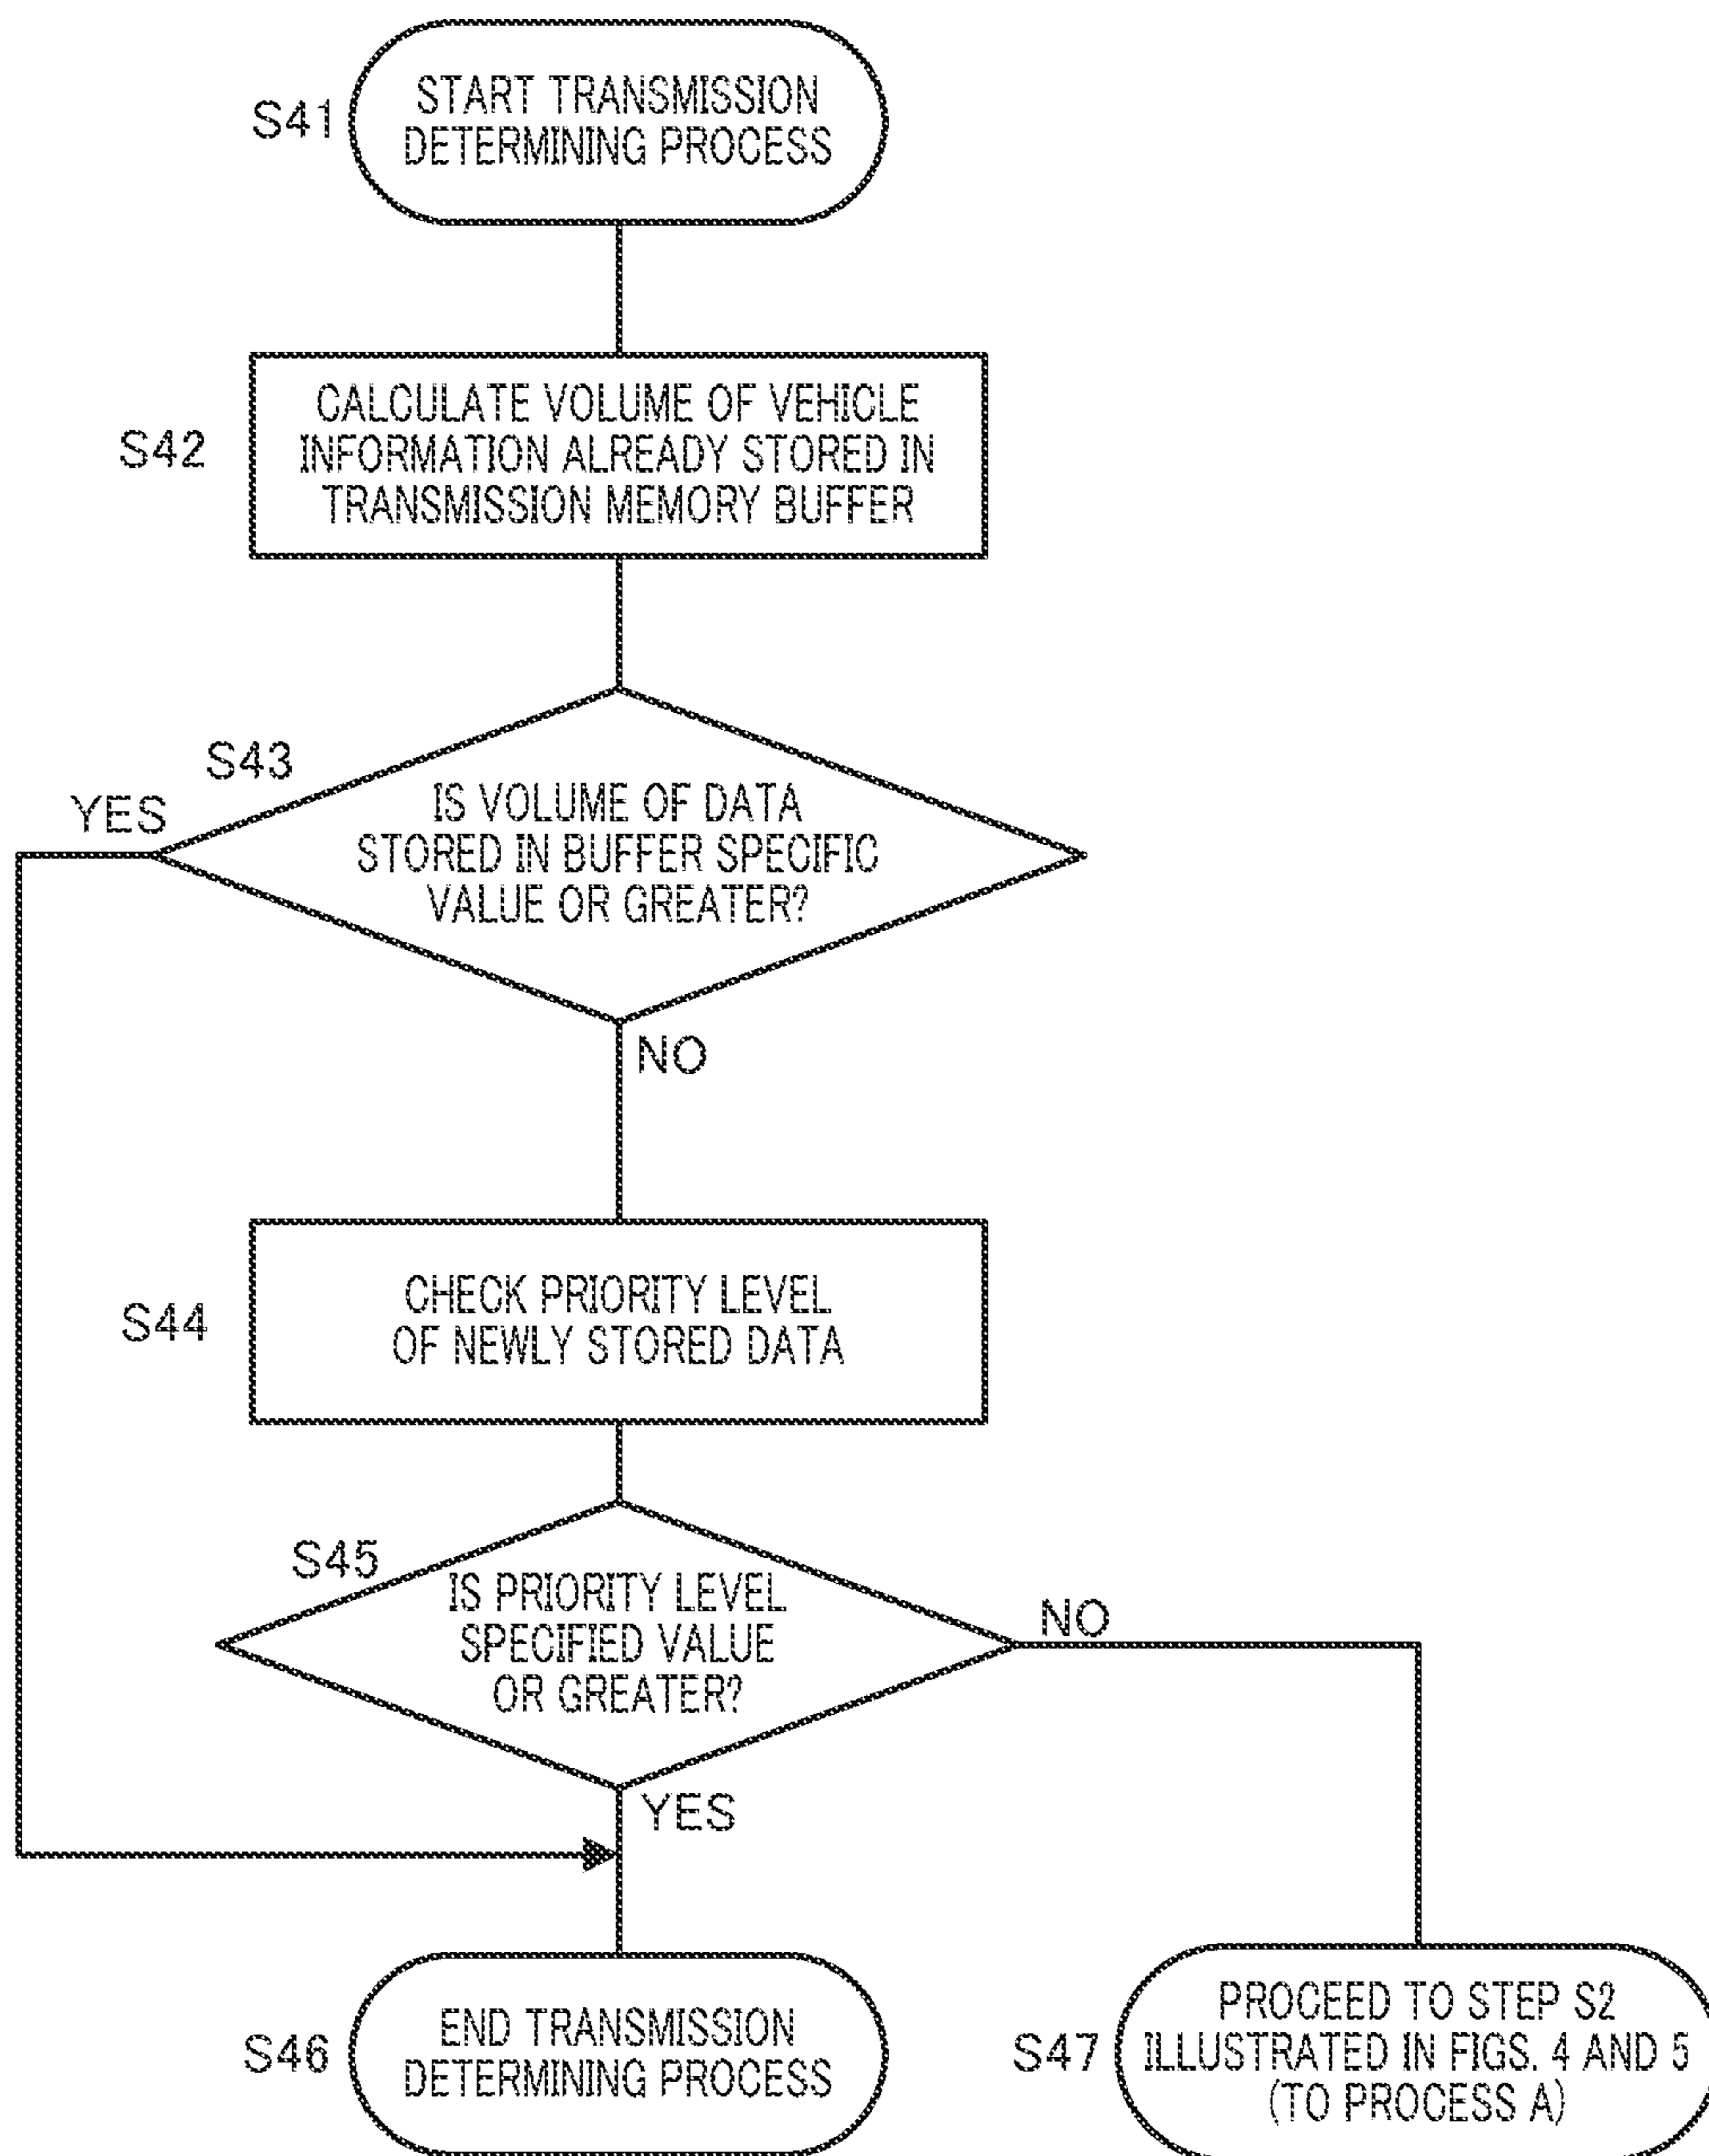 S41
START TRANSMISSION
DETERMINING PROCESS
S42
CALCULATE VOLUME OF VEHICLE
INFORMATION ALREADY STORED IN
TRANSMISSION MEMORY BUFFER
S43
YES
IS VOLUME OF DATA
STORED IN BUFFER SPECIFIC
VALUE OR GREATER?
NO
S44
CHECK PRIORITY LEVEL
OF NEWLY STORED DATA
S45
IS PRIORITY LEVEL
SPECIFIED VALUE
OR GREATER?
NO
YES
S46
END TRANSMISSION
DETERMINING PROCESS
S47
PROCEED TO STEP S2
ILLUSTRATED IN FIGS. 4 AND 5
(TO PROCESS A)